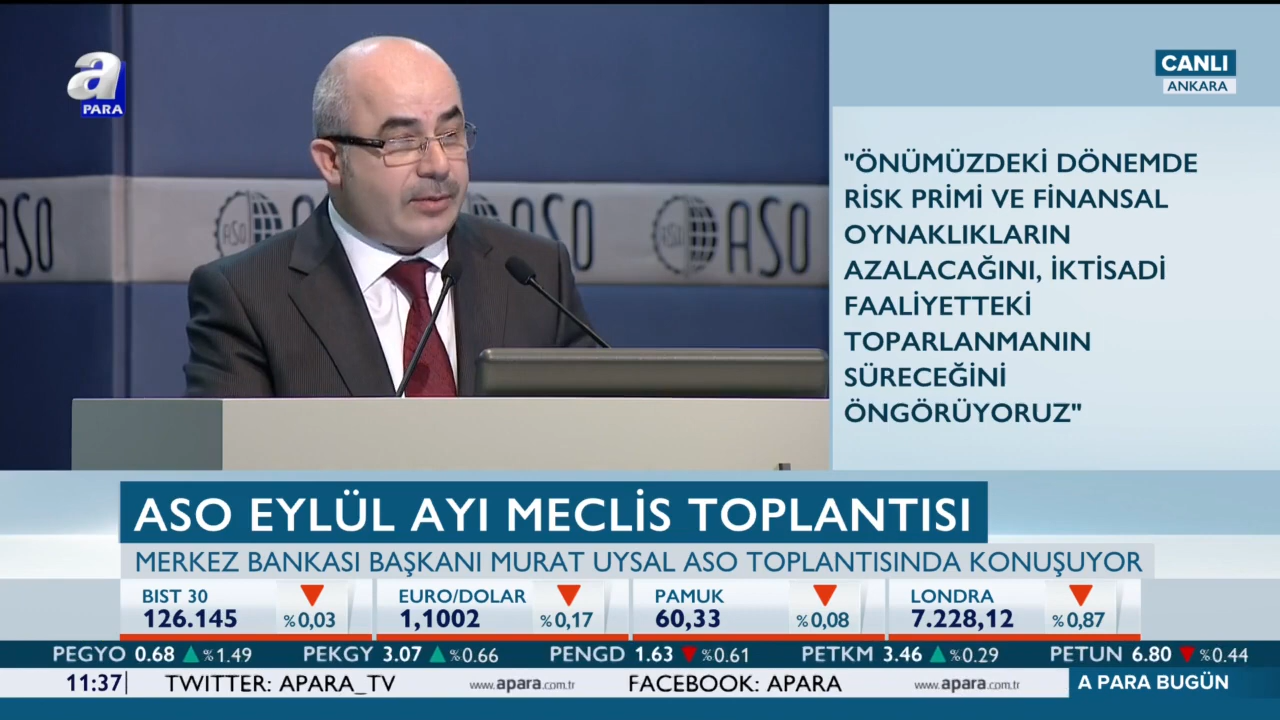 a
PARA
CANLI
ANKARA
ASO
ASO
ASO
ASO
ASO
"ÖNÜMÜZDEKİ DÖNEMDE
RİSK PRİMİ VE FİNANSAL
OYNAKLIKLARIN
AZALACAĞINI, İKTİSADİ
FAALİYETTEKİ
TOPARLANMANIN
SÜRECEĞİNİ
ÖNGÖRÜYORUZ"
ASO EYLÜL AYI MECLİS TOPLANTISI
MERKEZ BANKASI BAŞKANI MURAT UYSAL ASO TOPLANTISINDA KONUŞUYOR
BIST 30 EURO/DOLAR PAMUK LONDRA
126.145 %0,03 1,1002 %0,17 60,33 %0,08 7.228,12 %0,87
PEGYO 0.68 %1.49 PEKGY 3.07 %0.66 PENGD 1.63 %0.61 PETKM 3.46 %0.29 PETUN 6.80 %0.44
11:37 TWITTER: APARA_TV www.apara.com.tr FACEBOOK: APARA www.apara.com.tr A PARA BUGÜN